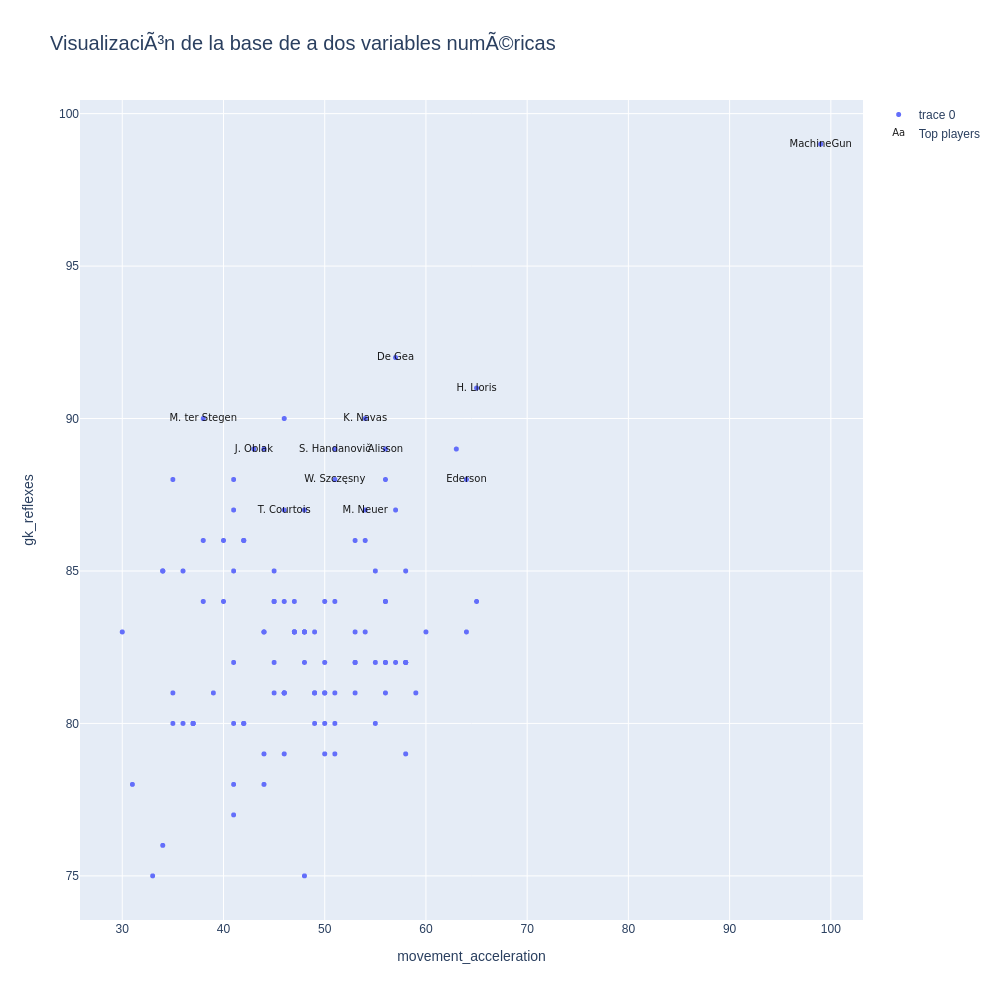 VisualizaciÃ³n de la base de a dos variables numÃ©ricas
trace 0
Top players
Aa
100
95
90
85
80
75
gk_reflexes
MachineGun
De Gea
H. Lloris
M. ter Stegen
K. Navas
J. Oblak
S. Handanovič
Alisson
W. Szczęsny
Ederson
T. Courtois
M. Neuer
30
40
50
60
70
80
90
100
movement_acceleration